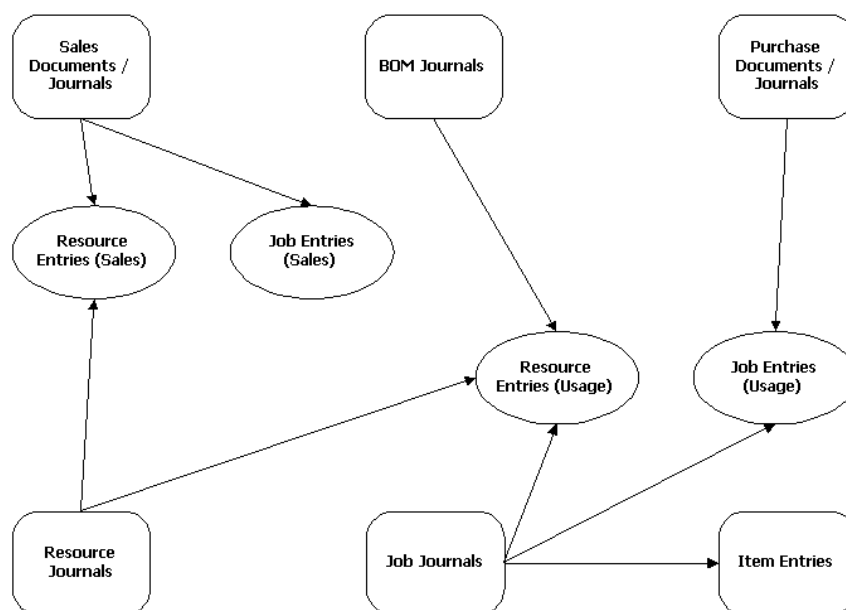 Sales
Documents /
Journals
BOM Journals
Purchase
Documents /
Journals
Resource
Entries (Sales)
Job Entries
(Sales)
Resource
Entries (Usage)
Job Entries
(Usage)
Resource
Journals
Job Journals
Item Entries